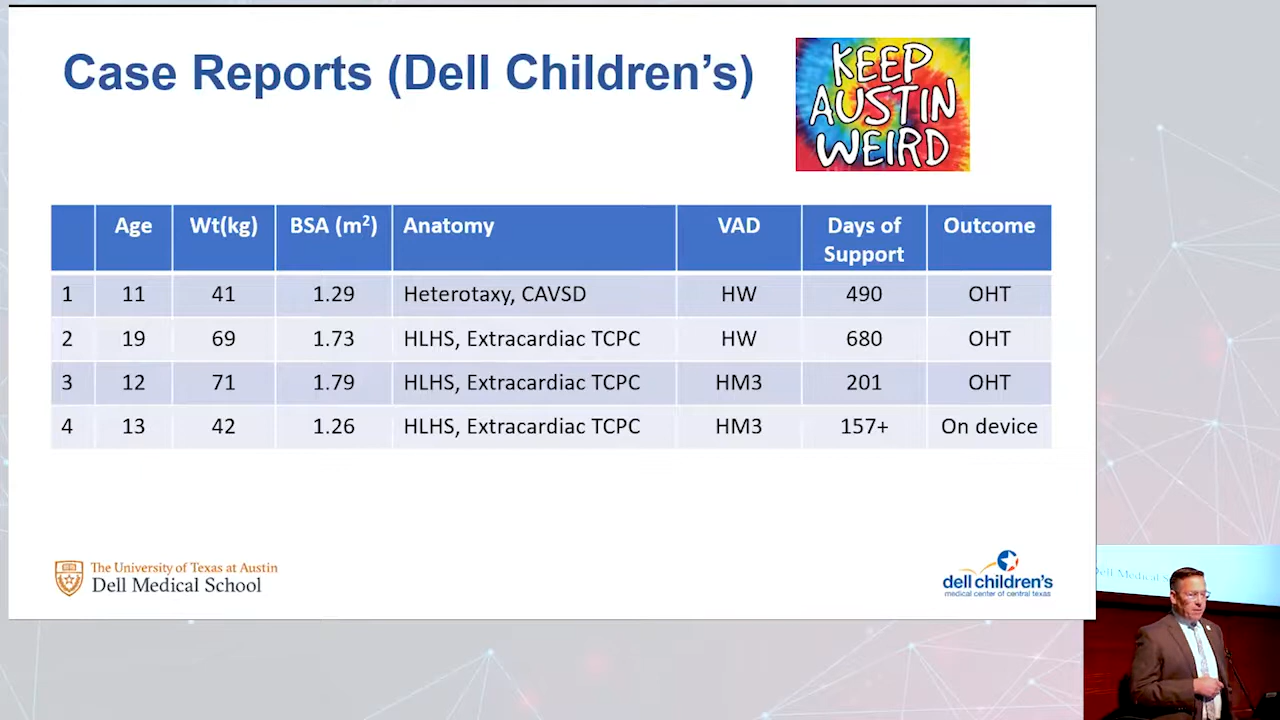 Case Reports (Dell Children's)
KEEP
AUSTIN
WEIRD
Age Wt(kg) BSA (m²) Anatomy VAD Days of Support Outcome
1 11 41 1.29 Heterotaxy, CAVSD HW 490 OHT
2 19 69 1.73 HLHS, Extracardiac TCPC HW 680 OHT
3 12 71 1.79 HLHS, Extracardiac TCPC HM3 201 OHT
4 13 42 1.26 HLHS, Extracardiac TCPC HM3 157+ On device
The University of Texas at Austin
Dell Medical School
dell children's
medical center of central texas
Dell Medical S